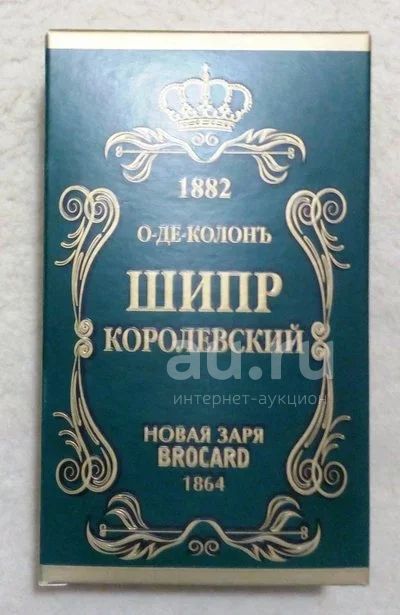 1882
О-ДЕ-КОЛОНЪ
ШИПР
КОРОЛЕВСКИЙ
au.ru
интернет-аукцион
НОВАЯ ЗАРЯ
BROCARD
1864